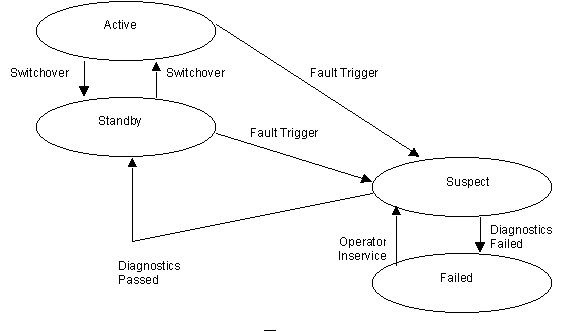 Active
Switchover
Switchover
Fault Trigger
Standby
Fault Trigger
Suspect
Diagnostics
Failed
Operator
Inservice
Diagnostics
Passed
Failed